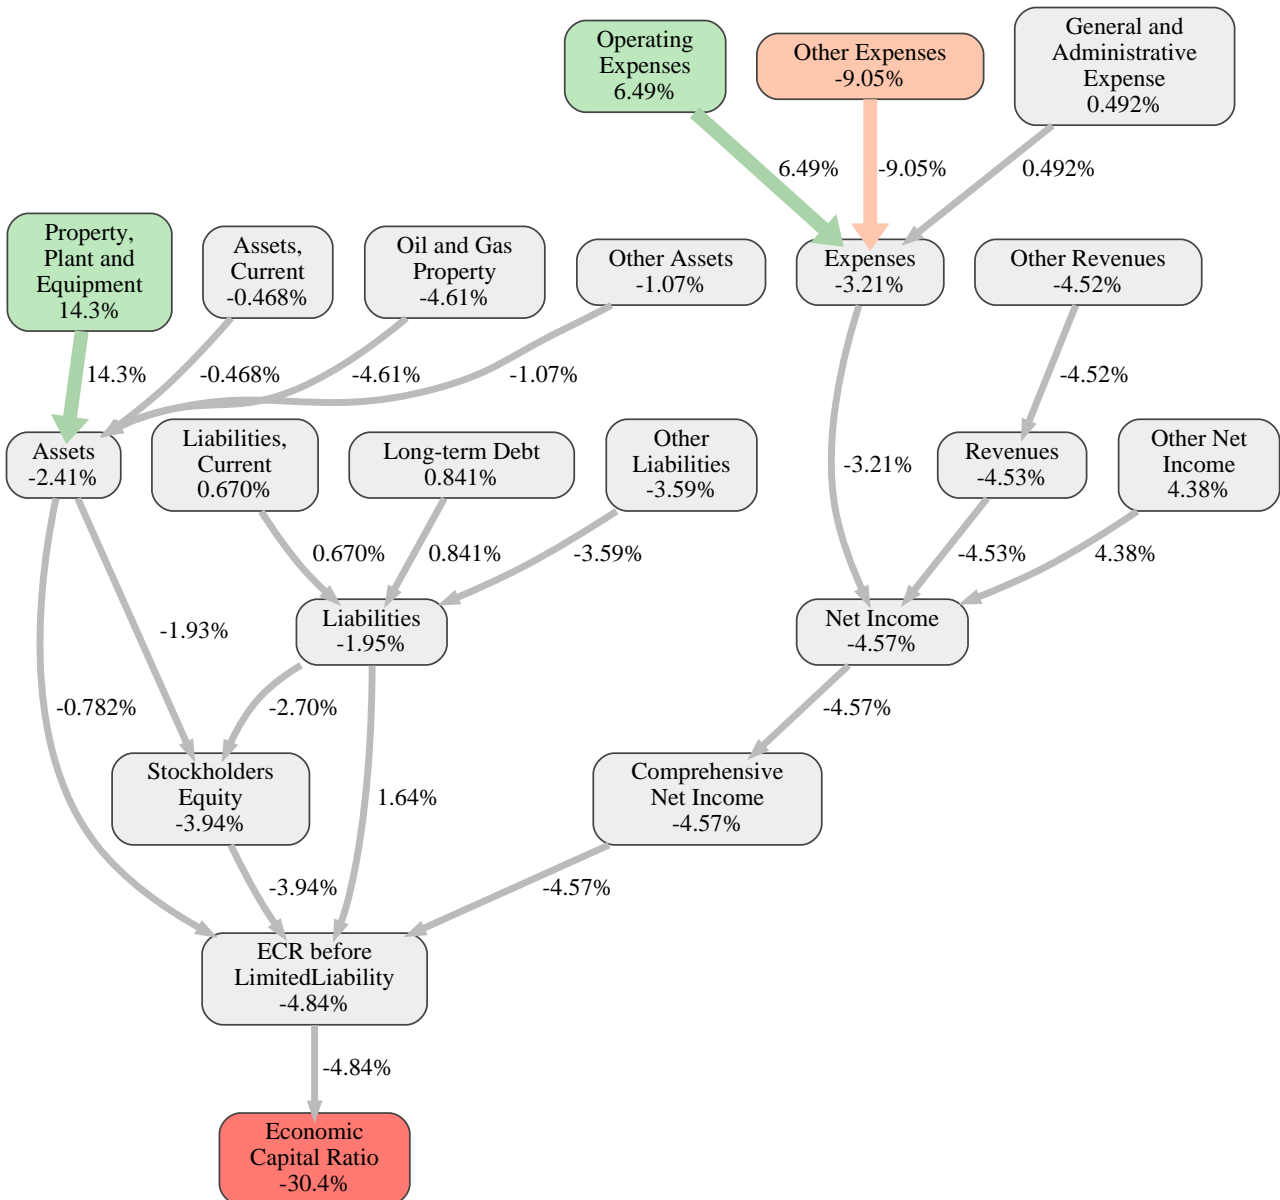 Operating
Expenses
6.49%
Other Expenses
-9.05%
General and
Administrative
Expense
0.492%
6.49%
-9.05%
0.492%
Property,
Plant and
Equipment
14.3%
Assets,
Current
-0.468%
Oil and Gas
Property
-4.61%
Other Assets
-1.07%
Expenses
-3.21%
Other Revenues
-4.52%
14.3%
-0.468%
-4.61%
-1.07%
-4.52%
Assets
-2.41%
Liabilities,
Current
0.670%
Long-term Debt
0.841%
Other
Liabilities
-3.59%
-3.21%
Revenues
-4.53%
Other Net
Income
4.38%
0.670%
0.841%
-3.59%
-4.53%
4.38%
-1.93%
Liabilities
-1.95%
Net Income
-4.57%
-0.782%
-2.70%
-4.57%
Stockholders
Equity
-3.94%
1.64%
Comprehensive
Net Income
-4.57%
-3.94%
-4.57%
ECR before
LimitedLiability
-4.84%
-4.84%
Economic
Capital Ratio
-30.4%